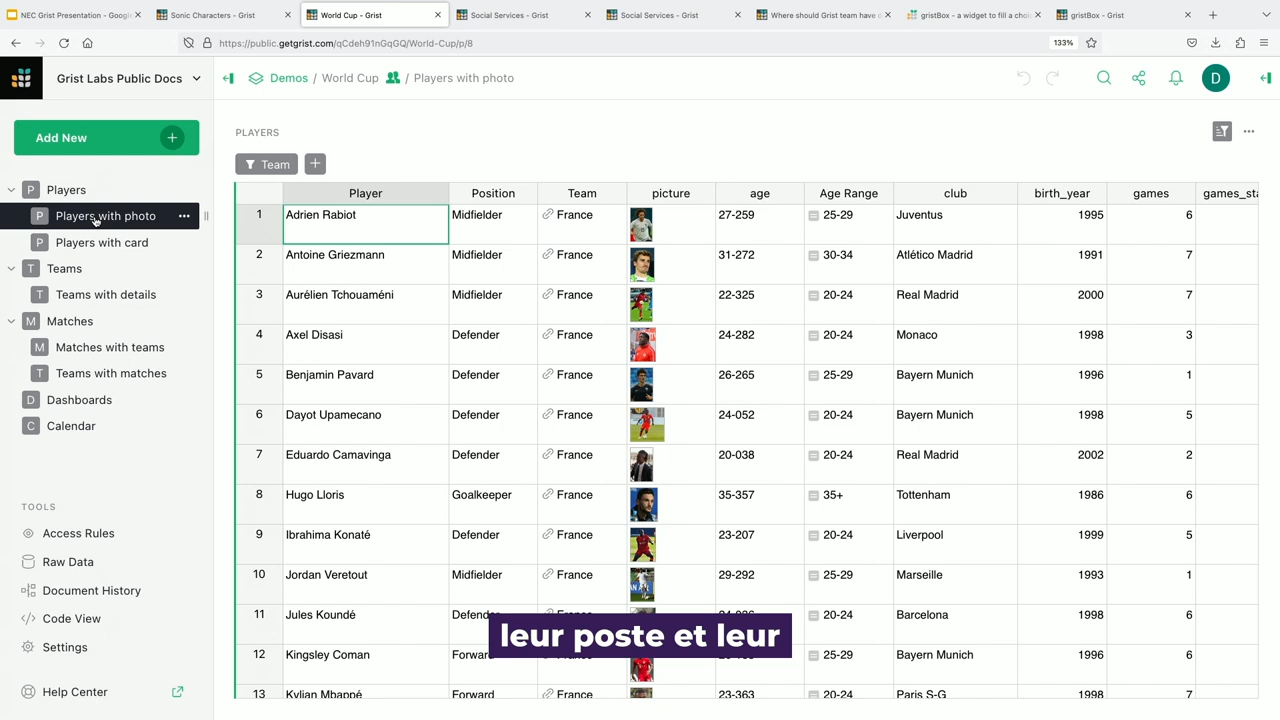 NEC Grist Presentation - Google
Sonic Characters - Grist
World Cup - Grist
Social Services - Grist
Social Services - Grist
Where should Grist team have
gristBox – a widget to fill a choi
gristBox - Grist
https://public.getgrist.com/qCdeh91nGqGQ/World-Cup/p/8
133%
Grist Labs Public Docs
Demos / World Cup / Players with photo
D
Add New
P Players
P Players with photo
P Players with card
T Teams
T Teams with details
M Matches
M Matches with teams
T Teams with matches
D Dashboards
C Calendar
TOOLS
Access Rules
Raw Data
Document History
Code View
Settings
Help Center
PLAYERS
Team
Player Position Team picture age Age Range club birth_year games games_sta
1 Adrien Rabiot Midfielder France 27-259 25-29 Juventus 1995 6
2 Antoine Griezmann Midfielder France 31-272 30-34 Atlético Madrid 1991 7
3 Aurélien Tchouaméni Midfielder France 22-325 20-24 Real Madrid 2000 7
4 Axel Disasi Defender France 24-282 20-24 Monaco 1998 3
5 Benjamin Pavard Defender France 26-265 25-29 Bayern Munich 1996 1
6 Dayot Upamecano Defender France 24-052 20-24 Bayern Munich 1998 5
7 Eduardo Camavinga Defender France 20-038 20-24 Real Madrid 2002 2
8 Hugo Lloris Goalkeeper France 35-357 35+ Tottenham 1986 6
9 Ibrahima Konaté Defender France 23-207 20-24 Liverpool 1999 5
10 Jordan Veretout Midfielder France 29-292 25-29 Marseille 1993 1
11 Jules Koundé 20-24 Barcelona 1998 6
12 Kingsley Coman 25-29 Bayern Munich 1996 6
13 Kylian Mbappé Forward France 23-363 20-24 Paris S-G 1998 7
leur poste et leur